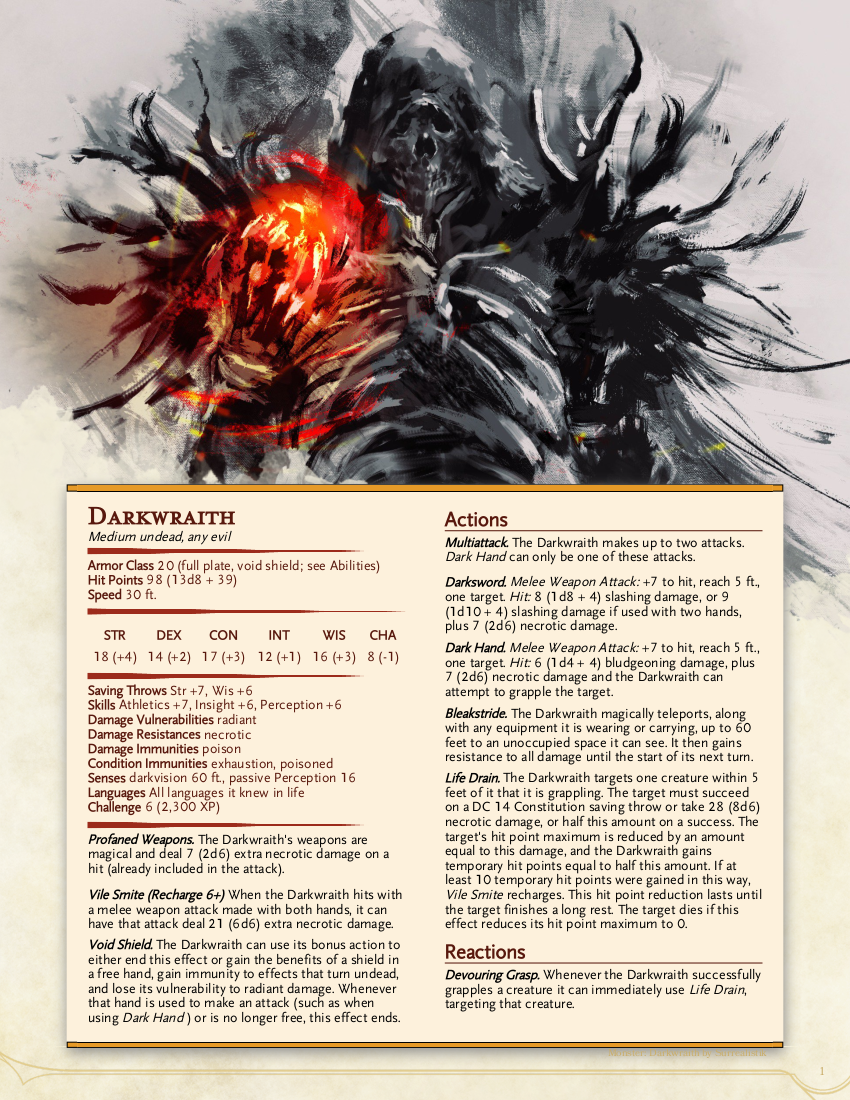 DARKWRAITH
Medium undead, any evil
Armor Class 20 (full plate, void shield; see Abilities)
Hit Points 98 (13d8 + 39)
Speed 30 ft.
STR DEX CON INT WIS CHA
18 (+4) 14 (+2) 17 (+3) 12 (+1) 16 (+3) 8 (-1)
Saving Throws Str +7, Wis +6
Skills Athletics +7, Insight +6, Perception +6
Damage Vulnerabilities radiant
Damage Resistances necrotic
Damage Immunities poison
Condition Immunities exhaustion, poisoned
Senses darkvision 60 ft., passive Perception 16
Languages All languages it knew in life
Challenge 6 (2,300 XP)
Profaned Weapons. The Darkwraith's weapons are
magical and deal 7 (2d6) extra necrotic damage on a
hit (already included in the attack).
Vile Smite (Recharge 6+) When the Darkwraith hits with
a melee weapon attack made with both hands, it can
have that attack deal 21 (6d6) extra necrotic damage.
Void Shield. The Darkwraith can use its bonus action to
either end this effect or gain the benefits of a shield in
a free hand, gain immunity to effects that turn undead,
and lose its vulnerability to radiant damage. Whenever
that hand is used to make an attack (such as when
using Dark Hand ) or is no longer free, this effect ends.
Actions
Multiattack. The Darkwraith makes up to two attacks.
Dark Hand can only be one of these attacks.
Darksword. Melee Weapon Attack: +7 to hit, reach 5 ft.,
one target. Hit: 8 (1d8 + 4) slashing damage, or 9
(1d10 + 4) slashing damage if used with two hands,
plus 7 (2d6) necrotic damage.
Dark Hand. Melee Weapon Attack: +7 to hit, reach 5 ft.,
one target. Hit: 6 (1d4 + 4) bludgeoning damage, plus
7 (2d6) necrotic damage and the Darkwraith can
attempt to grapple the target.
Bleakstride. The Darkwraith magically teleports, along
with any equipment it is wearing or carrying, up to 60
feet to an unoccupied space it can see. It then gains
resistance to all damage until the start of its next turn.
Life Drain. The Darkwraith targets one creature within 5
feet of it that it is grappling. The target must succeed
on a DC 14 Constitution saving throw or take 28 (8d6)
necrotic damage, or half this amount on a success. The
target's hit point maximum is reduced by an amount
equal to this damage, and the Darkwraith gains
temporary hit points equal to half this amount. If at
least 10 temporary hit points were gained in this way,
Vile Smite recharges. This hit point reduction lasts until
the target finishes a long rest. The target dies if this
effect reduces its hit point maximum to 0.
Reactions
Devouring Grasp. Whenever the Darkwraith successfully
grapples a creature it can immediately use Life Drain,
targeting that creature.
1